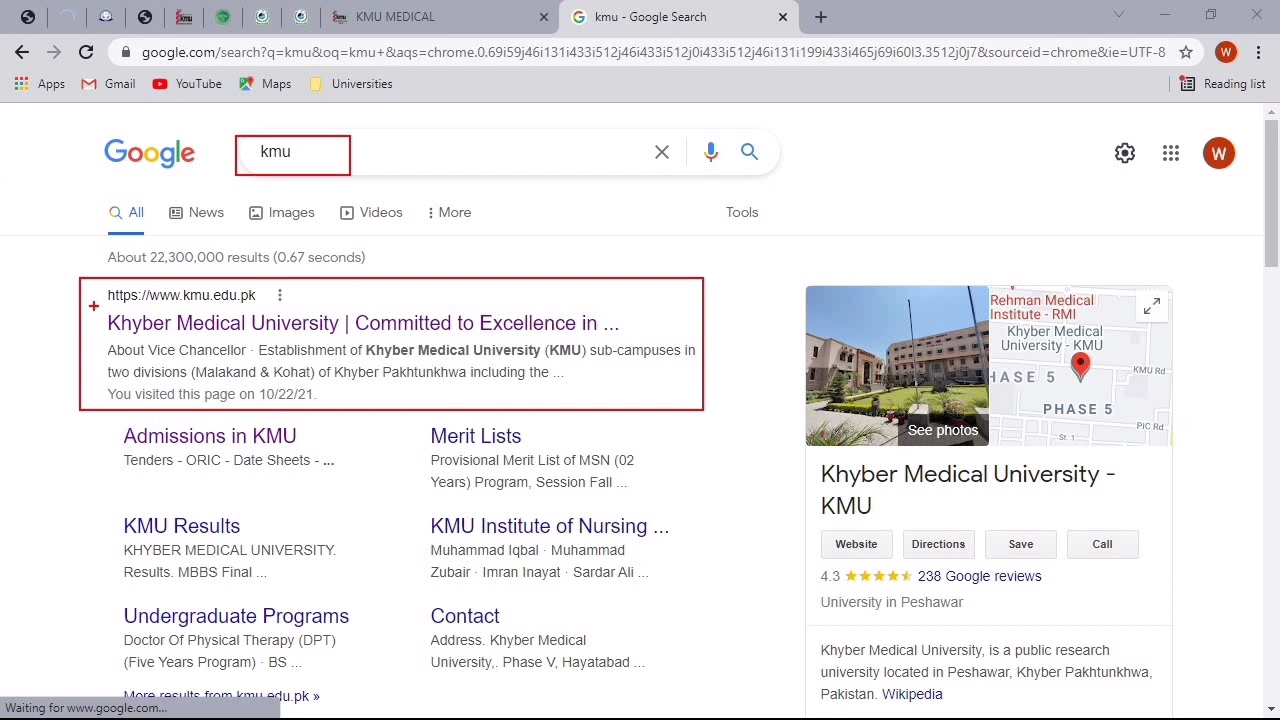 KMU MEDICAL
kmu - Google Search
google.com/search?q=kmu&oq=kmu+&aqs=chrome.0.69i59j46i131i433i512j46i433i512j0i433i512j46i131i199i433i465j69i60l3.3512j0j7&sourceid=chrome&ie=UTF-8
W
Apps
Gmail
YouTube
Maps
Universities
Reading list
Google
kmu
W
All
News
Images
Videos
More
Tools
About 22,300,000 results (0.67 seconds)
https://www.kmu.edu.pk
Khyber Medical University | Committed to Excellence in ...
About Vice Chancellor · Establishment of Khyber Medical University (KMU) sub-campuses in
two divisions (Malakand & Kohat) of Khyber Pakhtunkhwa including the ...
You visited this page on 10/22/21.
Admissions in KMU
Tenders - ORIC - Date Sheets - ...
Merit Lists
Provisional Merit List of MSN (02
Years) Program, Session Fall ...
KMU Results
KHYBER MEDICAL UNIVERSITY.
Results. MBBS Final ...
KMU Institute of Nursing ...
Muhammad Iqbal · Muhammad
Zubair · Imran Inayat · Sardar Ali ...
Undergraduate Programs
Doctor Of Physical Therapy (DPT)
(Five Years Program) · BS ...
Contact
Address. Khyber Medical
University,. Phase V, Hayatabad ...
More results from kmu.edu.pk »
See photos
Rehman Medical
Institute - RMI
Khyber Medical
University - KMU
HASE 5
KMU Rd
PHASE 5
PIC Rd
St. 1
Khyber Medical University -
KMU
Website
Directions
Save
Call
4.3
238 Google reviews
University in Peshawar
Khyber Medical University, is a public research
university located in Peshawar, Khyber Pakhtunkhwa,
Pakistan. Wikipedia
Waiting for www.google.com...